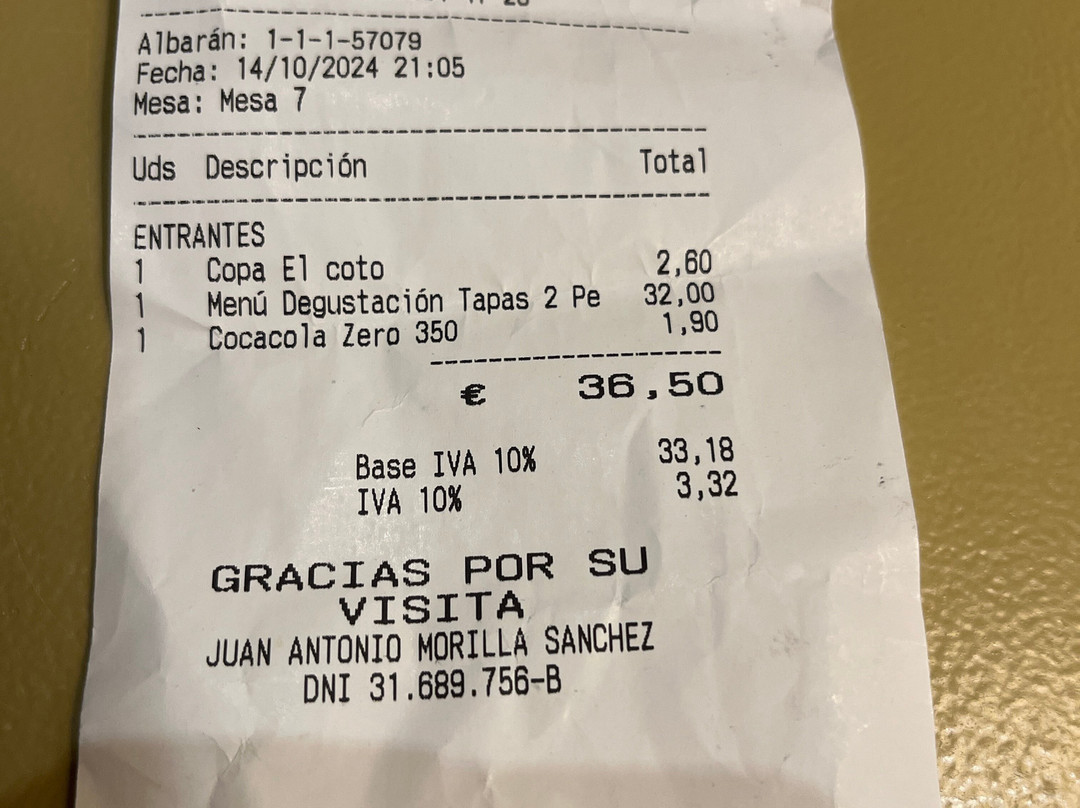 Albarán: 1-1-1-57079
Fecha: 14/10/2024 21:05
Mesa: Mesa 7
Uds Descripción Total
ENTRANTES
1 Copa El coto 2,60
1 Menú Degustación Tapas 2 Pe 32,00
1 Cocacola Zero 350 1,90
€ 36,50
Base IVA 10% 33,18
IVA 10% 3,32
GRACIAS POR SU
VISITA
JUAN ANTONIO MORILLA SANCHEZ
DNI 31.689.756-B